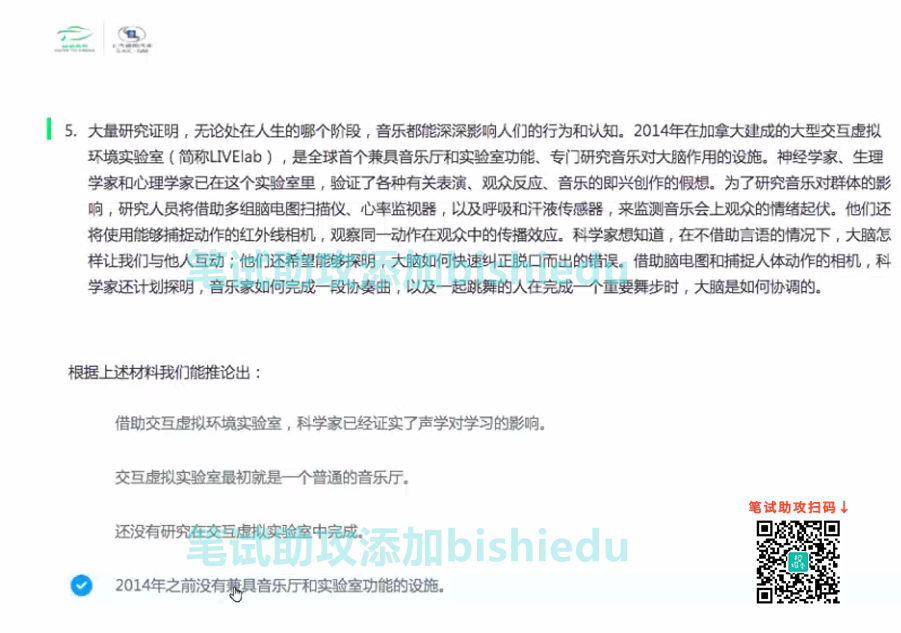 5. 大量研究证明，无论处在人生的哪个阶段，音乐都能深深影响人们的行为和认知。2014年在加拿大建成的大型交互虚拟
环境实验室（简称LIVElab），是全球首个兼具音乐厅和实验室功能、专门研究音乐对大脑作用的设施。神经学家、生理
学家和心理学家已在这个实验室里，验证了各种有关表演、观众反应、音乐的即兴创作的假想。为了研究音乐对群体的影
响，研究人员将借助多组脑电图扫描仪、心率监视器，以及呼吸和汗液传感器，来监测音乐会上观众的情绪起伏。他们还
将使用能够捕捉动作的红外线相机，观察同一动作在观众中的传播效应。科学家想知道，在不借助言语的情况下，大脑怎
样让我们与他人互动；他们还希望能够探明，大脑如何快速纠正脱口而出的错误。借助脑电图和捕捉人体动作的相机，科
笔试助攻添加bishiedu
学家还计划探明，音乐家如何完成一段协奏曲，以及一起跳舞的人在完成一个重要舞步时，大脑是如何协调的。
根据上述材料我们能推论出：
借助交互虚拟环境实验室，科学家已经证实了声学对学习的影响。
交互虚拟实验室最初就是一个普通的音乐厅。
笔试助攻扫码↓
还没有研究在交互虚拟实验室中完成。
笔试助攻添加bishiedu
2014年之前没有兼具音乐厅和实验室功能的设施。